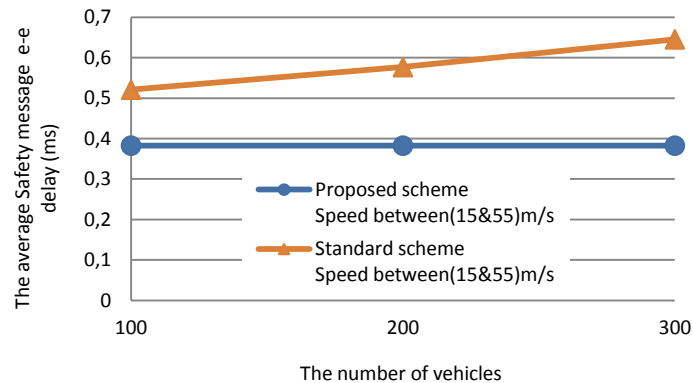 The average Safety message e-e
delay (ms)
0,7
0,6
0,5
0,4
0,3
0,2
0,1
0
Proposed scheme
Speed between(15&55)m/s
Standard scheme
Speed between(15&55)m/s
100
200
300
The number of vehicles